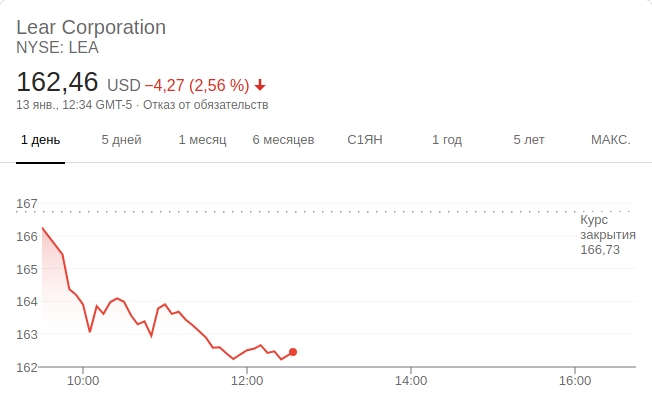 Lear Corporation
NYSE: LEA
162,46 USD −4,27 (2,56 %)
13 янв., 12:34 GMT-5 · Отказ от обязательств
1 день 5 дней 1 месяц 6 месяцев С1ЯН 1 год 5 лет МАКС.
167
Курс
закрытия
166,73
166
165
164
163
162
10:00 12:00 14:00 16:00